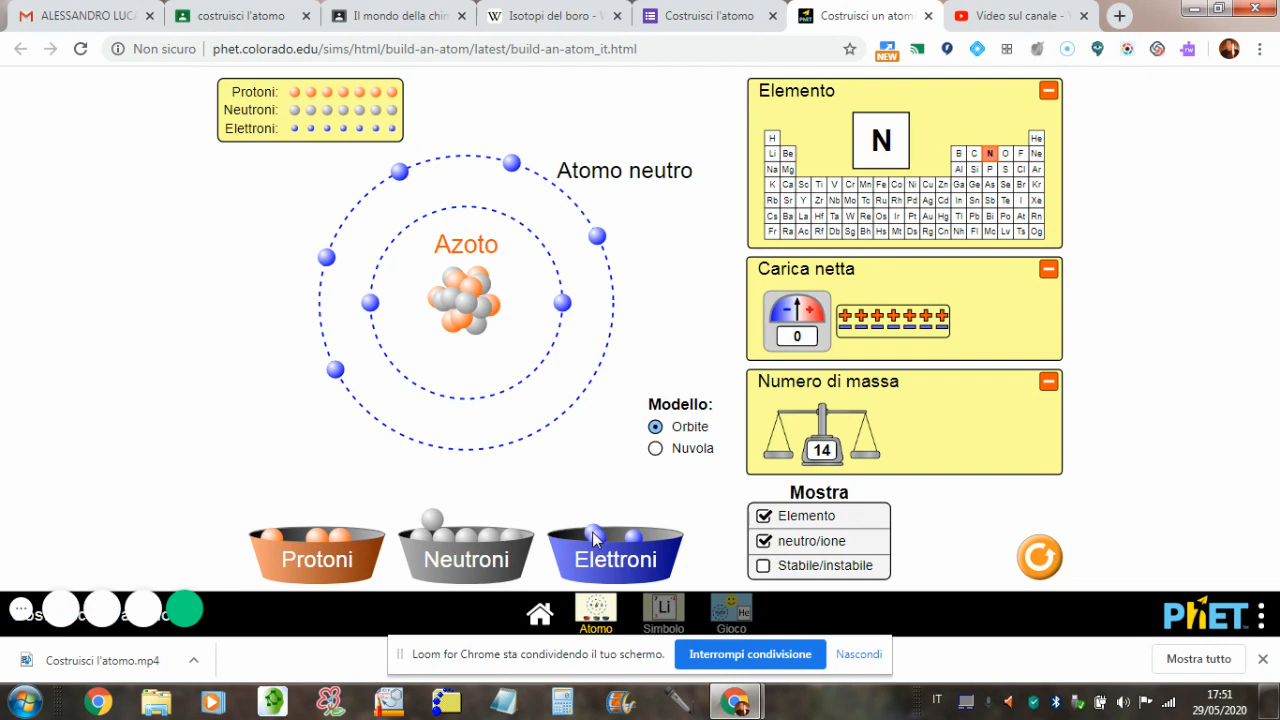 ALESSANDRO LUCA
costruisci l'atomo
Il mondo della chim
Isotopi del boro - W
Costruisci l'atomo
Costruisci un atomo
Video sul canale - Y
Non sicuro
phet.colorado.edu/sims/html/build-an-atom/latest/build-an-atom_it.html
NEW
Protoni:
Neutroni:
Elettroni:
Atomo neutro
Azoto
Elemento
N
H He
Li Be B C N O F Ne
Na Mg Al Si P S Cl Ar
K Ca Sc Ti V Cr Mn Fe Co Ni Cu Zn Ga Ge As Se Br Kr
Rb Sr Y Zr Nb Mo Tc Ru Rh Pd Ag Cd In Sn Sb Te I Xe
Cs Ba La Hf Ta W Re Os Ir Pt Au Hg Tl Pb Bi Po At Rn
Fr Ra Ac Rf Db Sg Bh Hs Mt Ds Rg Cn Nh Fl Mc Lv Ts Og
Carica netta
0
Numero di massa
14
Modello:
Orbite
Nuvola
Mostra
Elemento
neutro/ione
Stabile/instabile
Protoni
Neutroni
Elettroni
Li
He
Atomo
Simbolo
Gioco
PhET
Loom for Chrome sta condividendo il tuo schermo.
Interrompi condivisione
Nascondi
Costruisci l'atomo.mp4
Mostra tutto
IT
17:51
29/05/2020